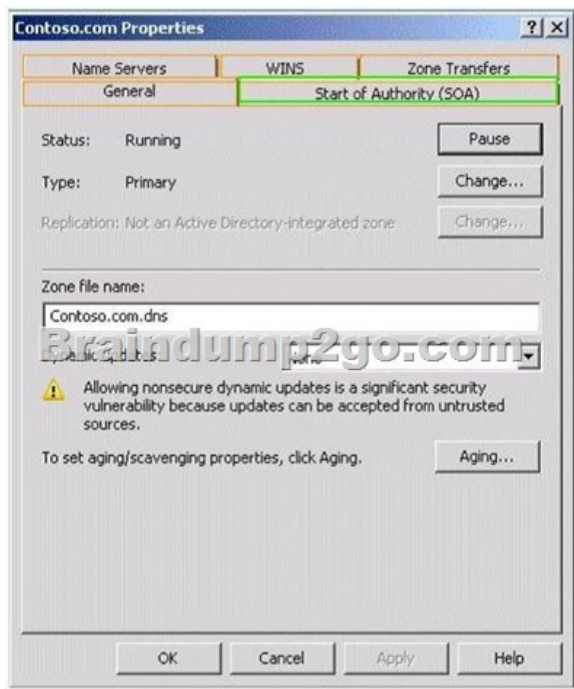 Contoso.com Properties
Name Servers WINS Zone Transfers
General Start of Authority (SOA)
Status: Running Pause
Type: Primary Change...
Replication: Not an Active Directory-integrated zone Change...
Zone file name:
Contoso.com.dns
Braindump2go.com
Dynamic updates: None
Allowing nonsecure dynamic updates is a significant security
vulnerability because updates can be accepted from untrusted
sources.
To set aging/scavenging properties, click Aging. Aging...
OK Cancel Apply Help